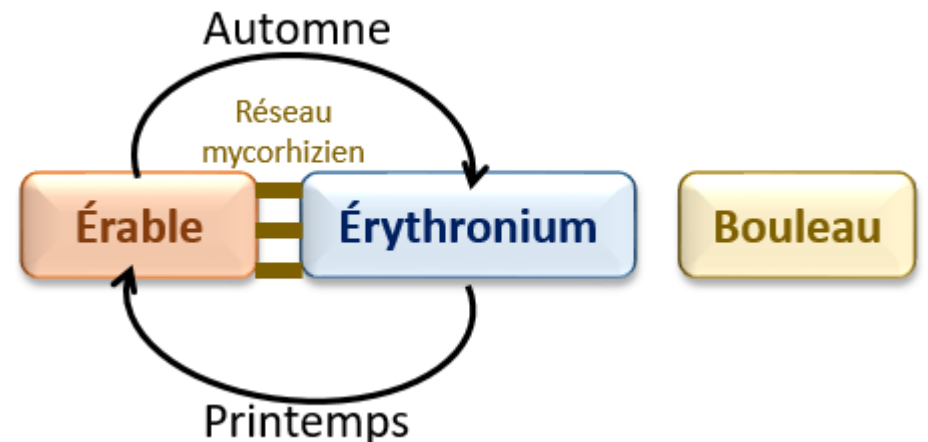 Automne
Réseau
mycorhizien
Érable
Érythronium
Bouleau
Printemps